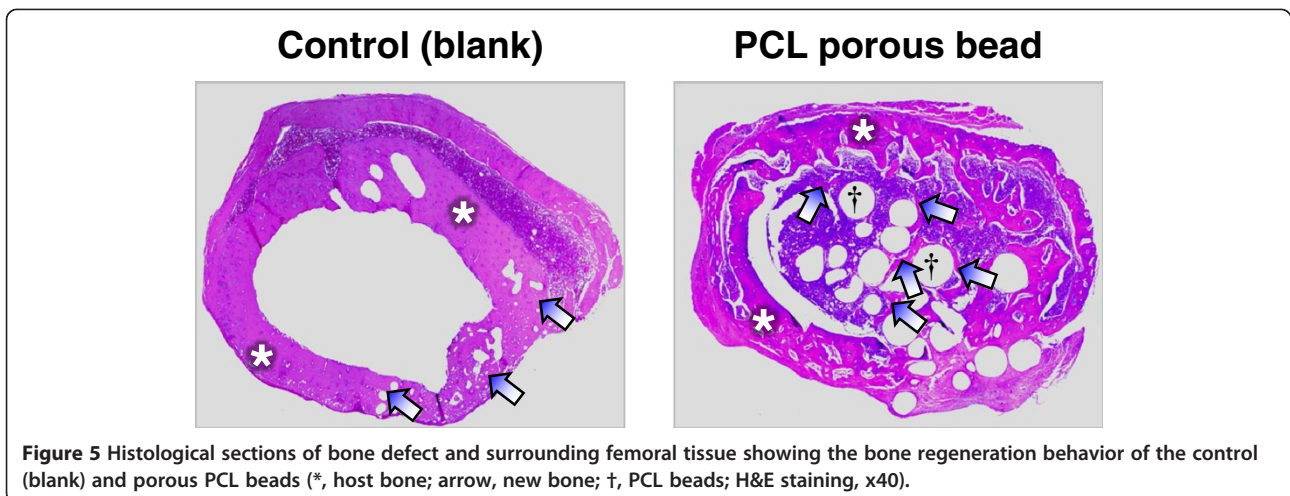 Control (blank)
PCL porous bead
*
*
†
†
*
*
Figure 5 Histological sections of bone defect and surrounding femoral tissue showing the bone regeneration behavior of the control
(blank) and porous PCL beads (*, host bone; arrow, new bone; †, PCL beads; H&E staining, x40).